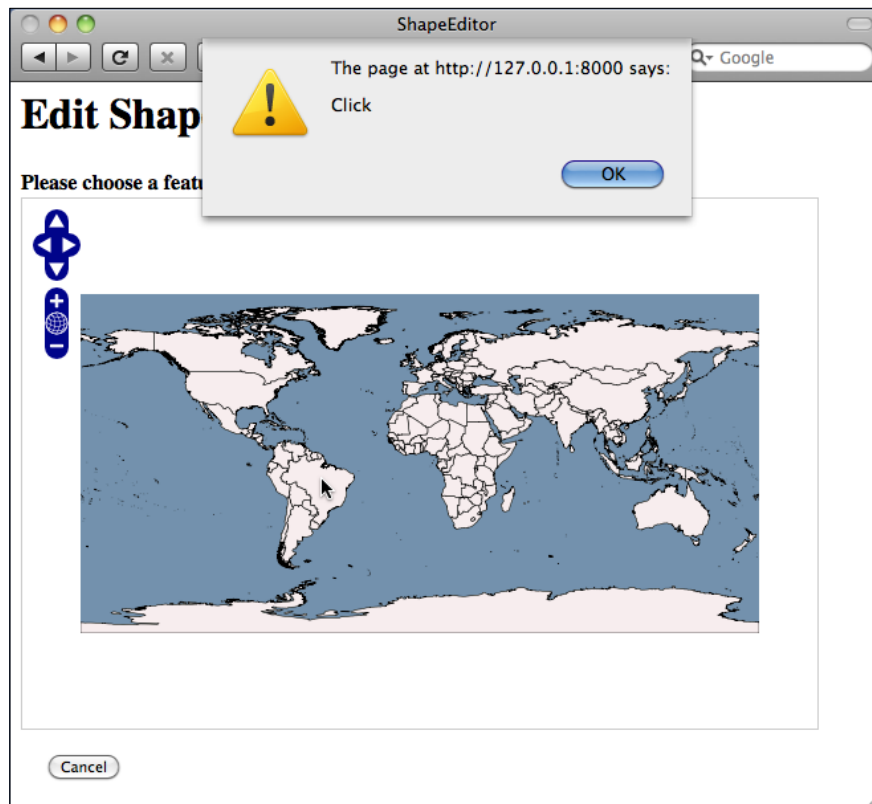 ShapeEditor
Google
The page at http://127.0.0.1:8000 says:
Click
OK
Edit Shap
Please choose a featu
Cancel